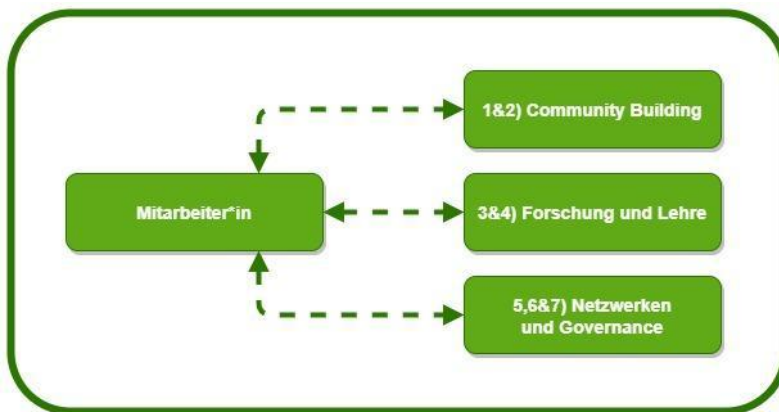 1&2) Community Building
Mitarbeiter*in
3&4) Forschung und Lehre
5,6&7) Netzwerken
und Governance